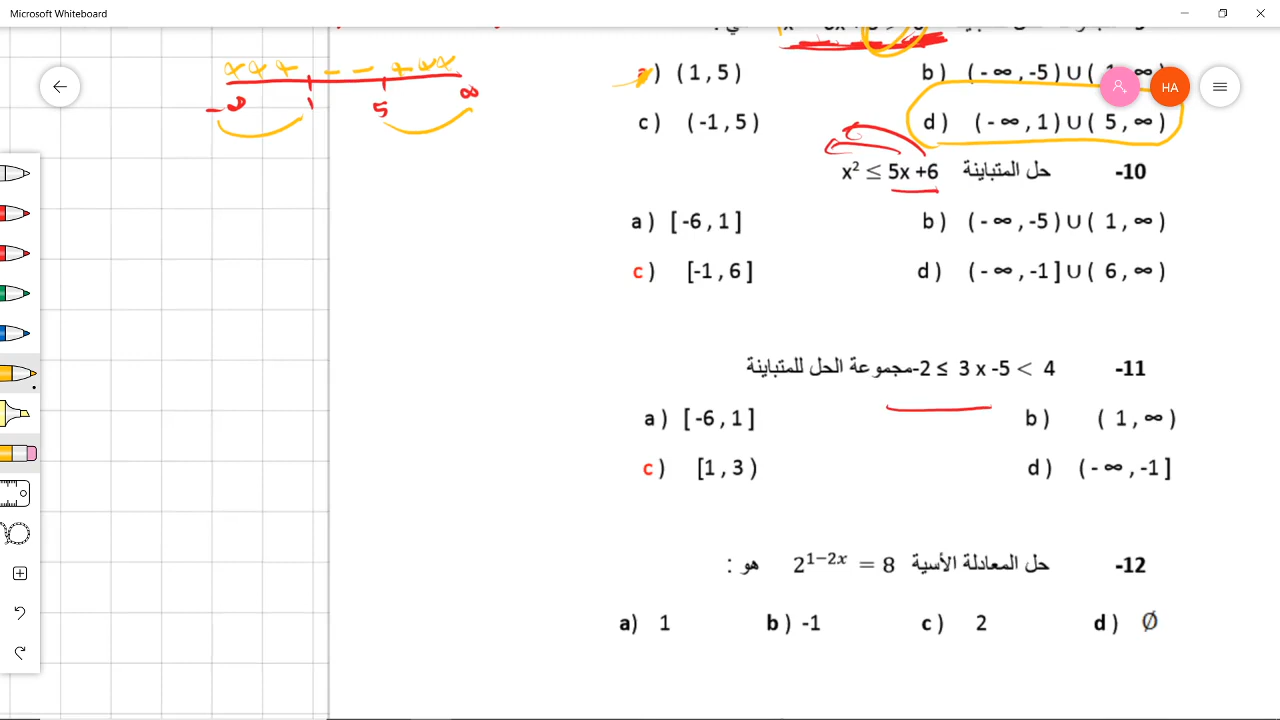 Microsoft Whiteboard
+ + + - - + + +
-∞ 1 5 ∞
a) ( 1 , 5 ) b) ( - ∞ , -5 ) ∪ ( 1 , ∞ )
HA
c) ( -1 , 5 ) d) ( - ∞ , 1 ) ∪ ( 5 , ∞ )
-10 حل المتباينة x² ≤ 5x +6
a) [ -6 , 1 ] b) ( - ∞ , -5 ) ∪ ( 1 , ∞ )
c) [-1 , 6 ] d) ( - ∞ , -1 ] ∪ ( 6 , ∞ )
-11 -2 ≤ 3 x -5 < 4 مجموعة الحل للمتباينة
a) [ -6 , 1 ] b) ( 1 , ∞ )
c) [1 , 3 ) d) ( - ∞ , -1 ]
-12 حل المعادلة الأسية 2^{1−2x} = 8 هو :
a) 1 b) -1 c) 2 d) ∅